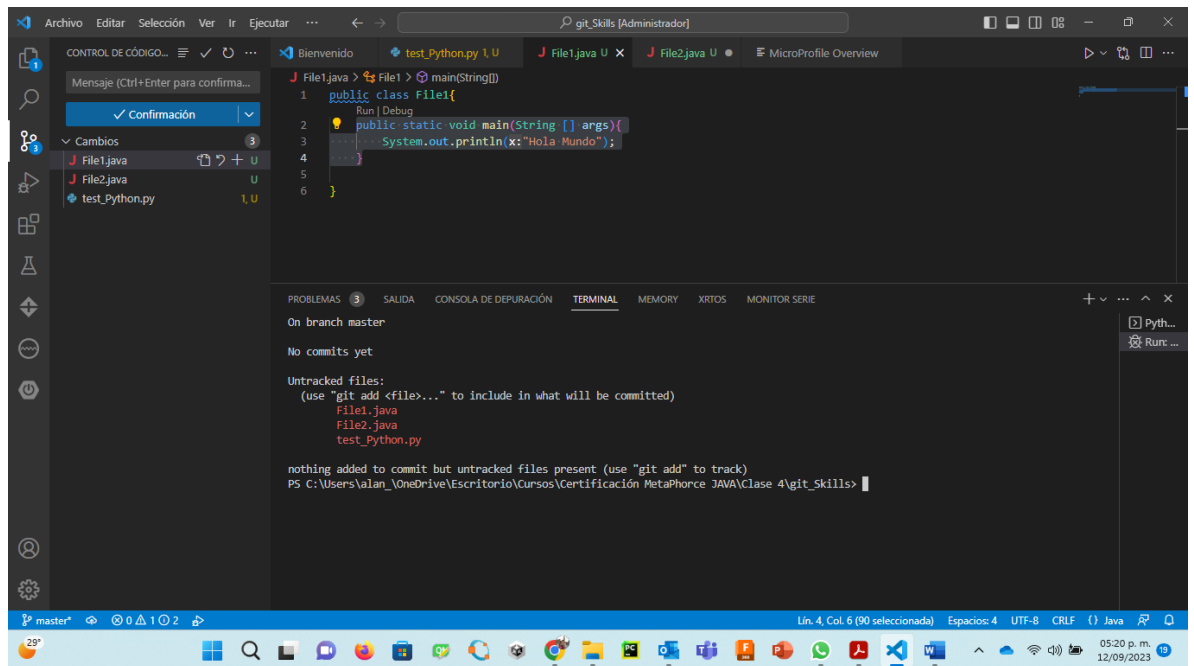 Archivo Editar Selección Ver Ir Ejecutar ··· git_Skills [Administrador]
CONTROL DE CÓDIGO...
Bienvenido test_Python.py 1, U File1.java U File2.java U MicroProfile Overview
Mensaje (Ctrl+Enter para confirma...
Confirmación
Cambios 3
File1.java U
File2.java U
test_Python.py 1, U
File1.java > File1 > main(String[])
1 public class File1{
Run | Debug
2 public static void main(String [] args){
3 System.out.println(x:"Hola Mundo");
4 }
5
6 }
PROBLEMAS 3 SALIDA CONSOLA DE DEPURACIÓN TERMINAL MEMORY XRTOS MONITOR SERIE
On branch master
No commits yet
Untracked files:
(use "git add <file>..." to include in what will be committed)
File1.java
File2.java
test_Python.py
nothing added to commit but untracked files present (use "git add" to track)
PS C:\Users\alan_\OneDrive\Escritorio\Cursos\Certificación MetaPhorce JAVA\Clase 4\git_Skills>
Pyth...
Run: ...
master* 0 1 2 Lín. 4, Col. 6 (90 seleccionada) Espacios: 4 UTF-8 CRLF {} Java
29°
05:20 p. m.
12/09/2023
19